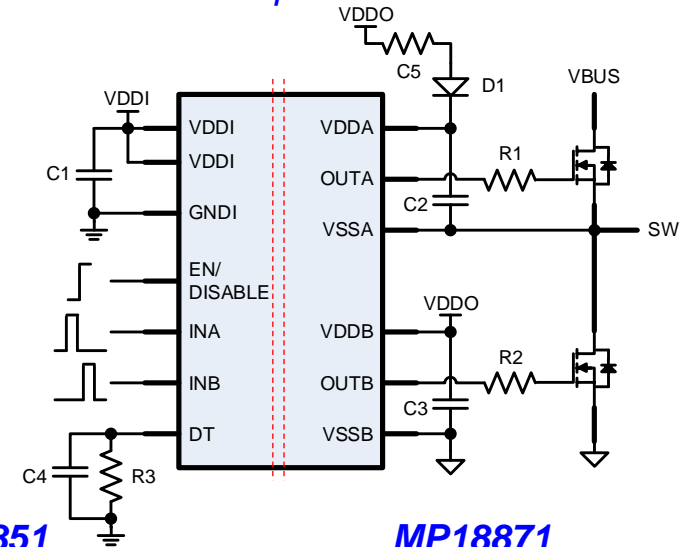 VDDO
C5
D1
VBUS
VDDI
VDDI
VDDA
VDDI
R1
C1
OUTA
C2
GNDI
VSSA
SW
EN/
DISABLE
VDDO
INA
VDDB
R2
INB
OUTB
C3
DT
VSSB
C4
R3
851
MP18871